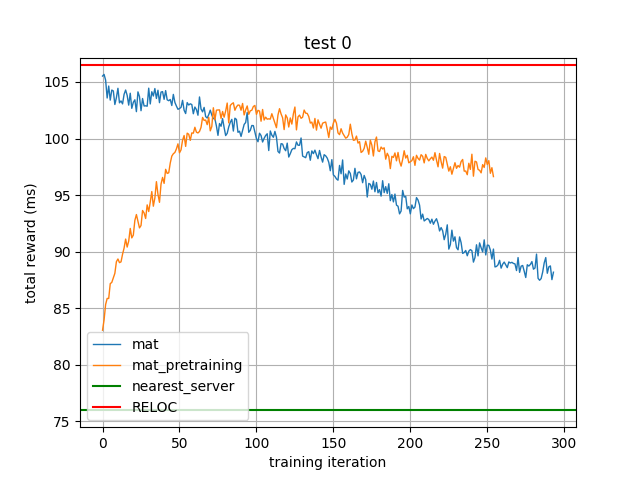 test 0
total reward (ms)
105
100
95
90
85
80
75
mat
mat_pretraining
nearest_server
RELOC
0 50 100 150 200 250 300
training iteration